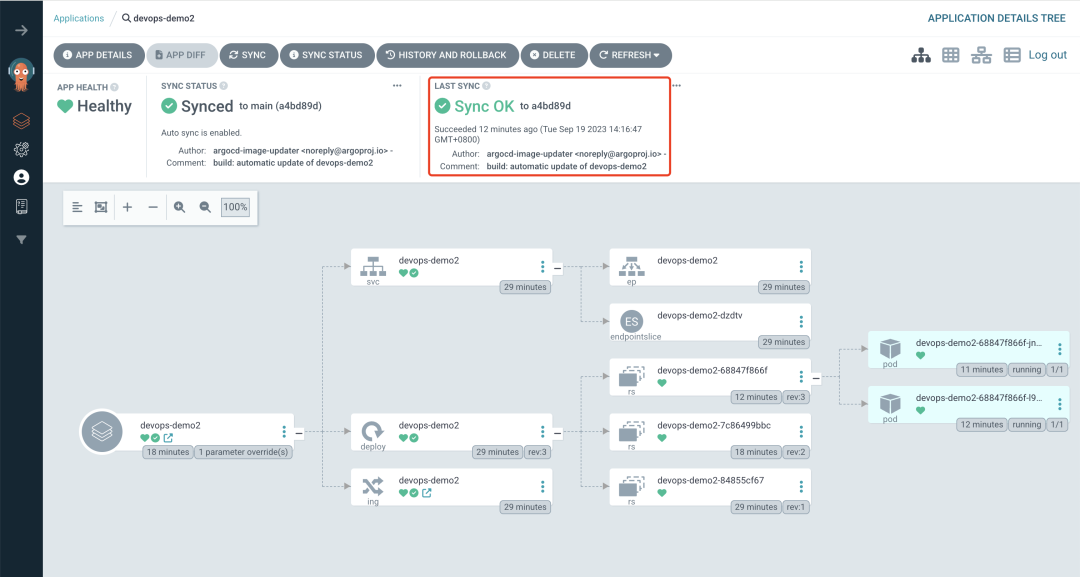 Applications / devops-demo2
APPLICATION DETAILS TREE
APP DETAILS
APP DIFF
SYNC
SYNC STATUS
HISTORY AND ROLLBACK
DELETE
REFRESH
Log out
APP HEALTH
Healthy
SYNC STATUS
Synced to main (a4bd89d)
Auto sync is enabled.
Author: argocd-image-updater <noreply@argoproj.io> -
Comment: build: automatic update of devops-demo2
LAST SYNC
Sync OK to a4bd89d
Succeeded 12 minutes ago (Tue Sep 19 2023 14:16:47
GMT+0800)
Author: argocd-image-updater <noreply@argoproj.io> -
Comment: build: automatic update of devops-demo2
100%
devops-demo2
18 minutes
1 parameter override(s)
svc
devops-demo2
29 minutes
deploy
devops-demo2
29 minutes
rev:3
ing
devops-demo2
29 minutes
ep
devops-demo2
29 minutes
ES
endpointslice
devops-demo2-dzdtv
29 minutes
rs
devops-demo2-68847f866f
12 minutes
rev:3
rs
devops-demo2-7c86499bbc
18 minutes
rev:2
rs
devops-demo2-84855cf67
29 minutes
rev:1
pod
devops-demo2-68847f866f-jn...
11 minutes
running
1/1
pod
devops-demo2-68847f866f-l9...
12 minutes
running
1/1